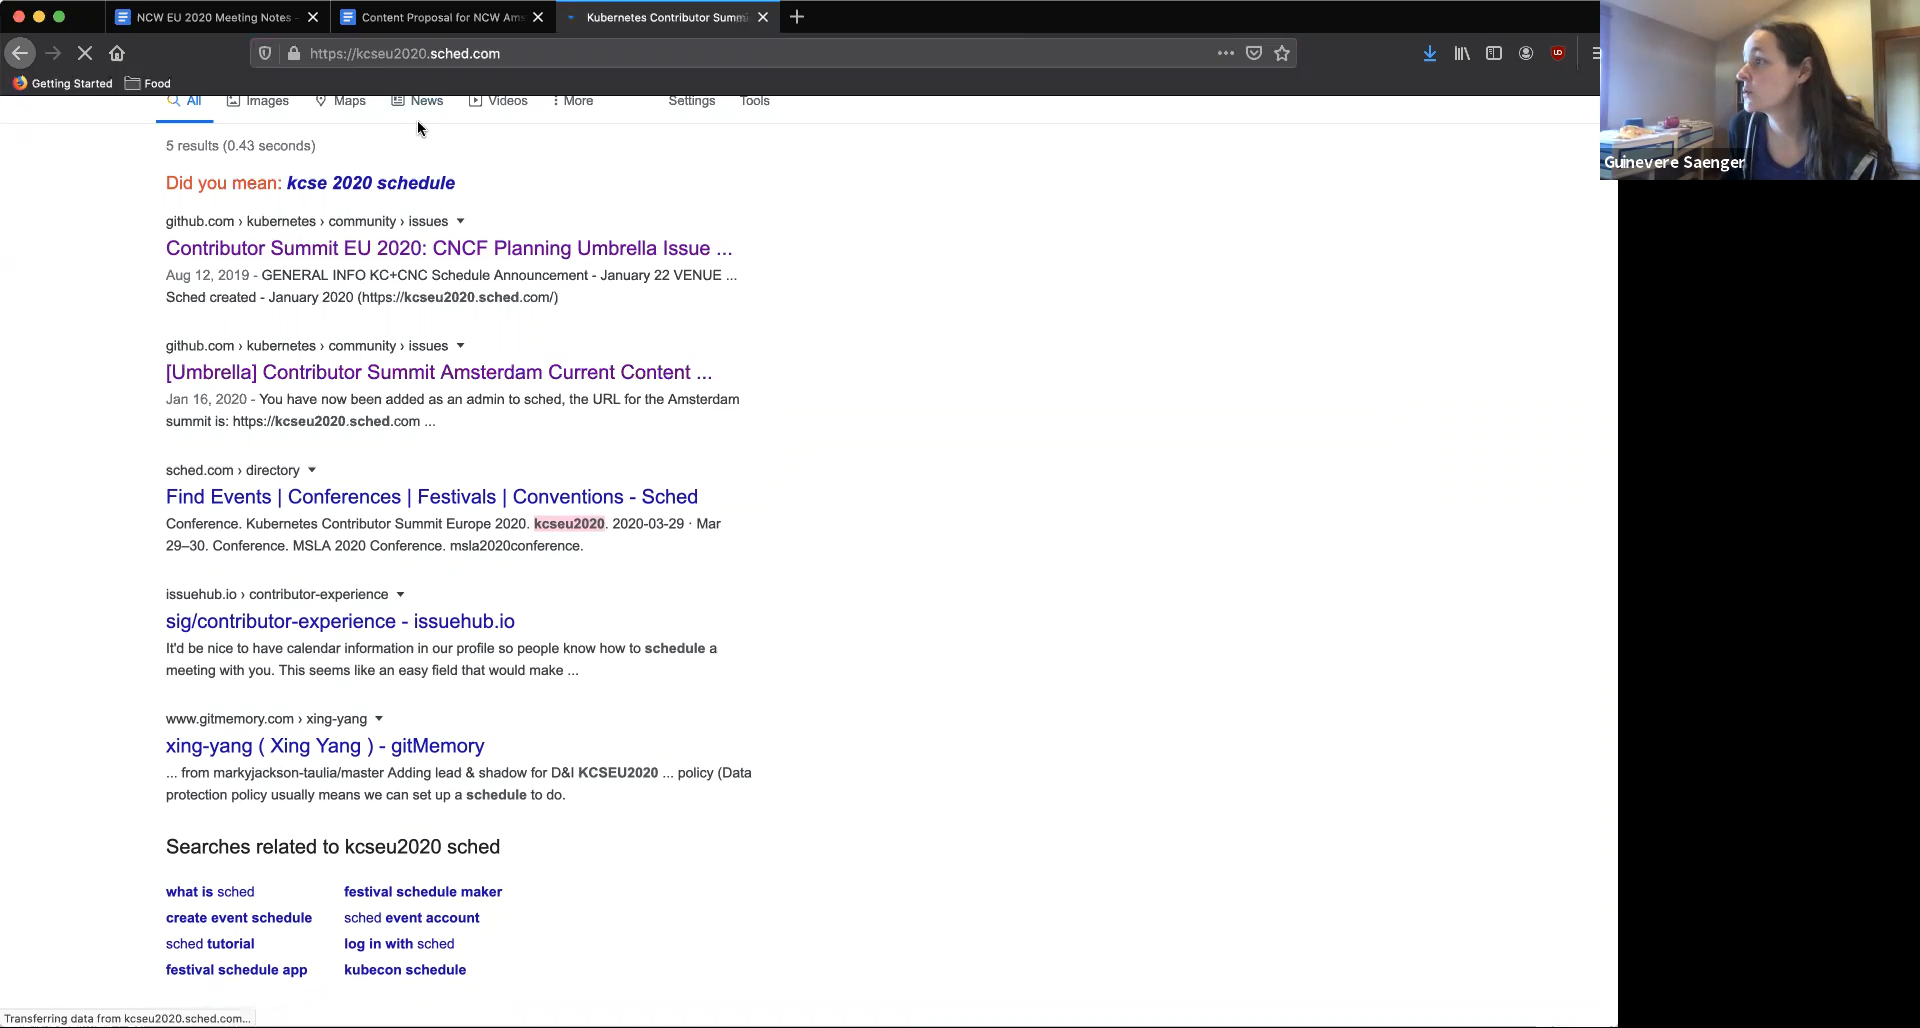 NCW EU 2020 Meeting Notes -
Content Proposal for NCW Ams
Kubernetes Contributor Summi
https://kcseu2020.sched.com
Getting Started
Food
All
Images
Maps
News
Videos
More
Settings
Tools
5 results (0.43 seconds)
Did you mean: kcse 2020 schedule
github.com › kubernetes › community › issues
Contributor Summit EU 2020: CNCF Planning Umbrella Issue ...
Aug 12, 2019 - GENERAL INFO KC+CNC Schedule Announcement - January 22 VENUE ...
Sched created - January 2020 (https://kcseu2020.sched.com/)
github.com › kubernetes › community › issues
[Umbrella] Contributor Summit Amsterdam Current Content ...
Jan 16, 2020 - You have now been added as an admin to sched, the URL for the Amsterdam
summit is: https://kcseu2020.sched.com ...
sched.com › directory
Find Events | Conferences | Festivals | Conventions - Sched
Conference. Kubernetes Contributor Summit Europe 2020. kcseu2020. 2020-03-29 · Mar
29–30. Conference. MSLA 2020 Conference. msla2020conference.
issuehub.io › contributor-experience
sig/contributor-experience - issuehub.io
It'd be nice to have calendar information in our profile so people know how to schedule a
meeting with you. This seems like an easy field that would make ...
www.gitmemory.com › xing-yang
xing-yang ( Xing Yang ) - gitMemory
... from markyjackson-taulia/master Adding lead & shadow for D&I KCSEU2020 ... policy (Data
protection policy usually means we can set up a schedule to do.
Searches related to kcseu2020 sched
what is sched
festival schedule maker
create event schedule
sched event account
sched tutorial
log in with sched
festival schedule app
kubecon schedule
Transferring data from kcseu2020.sched.com...
Guinevere Saenger